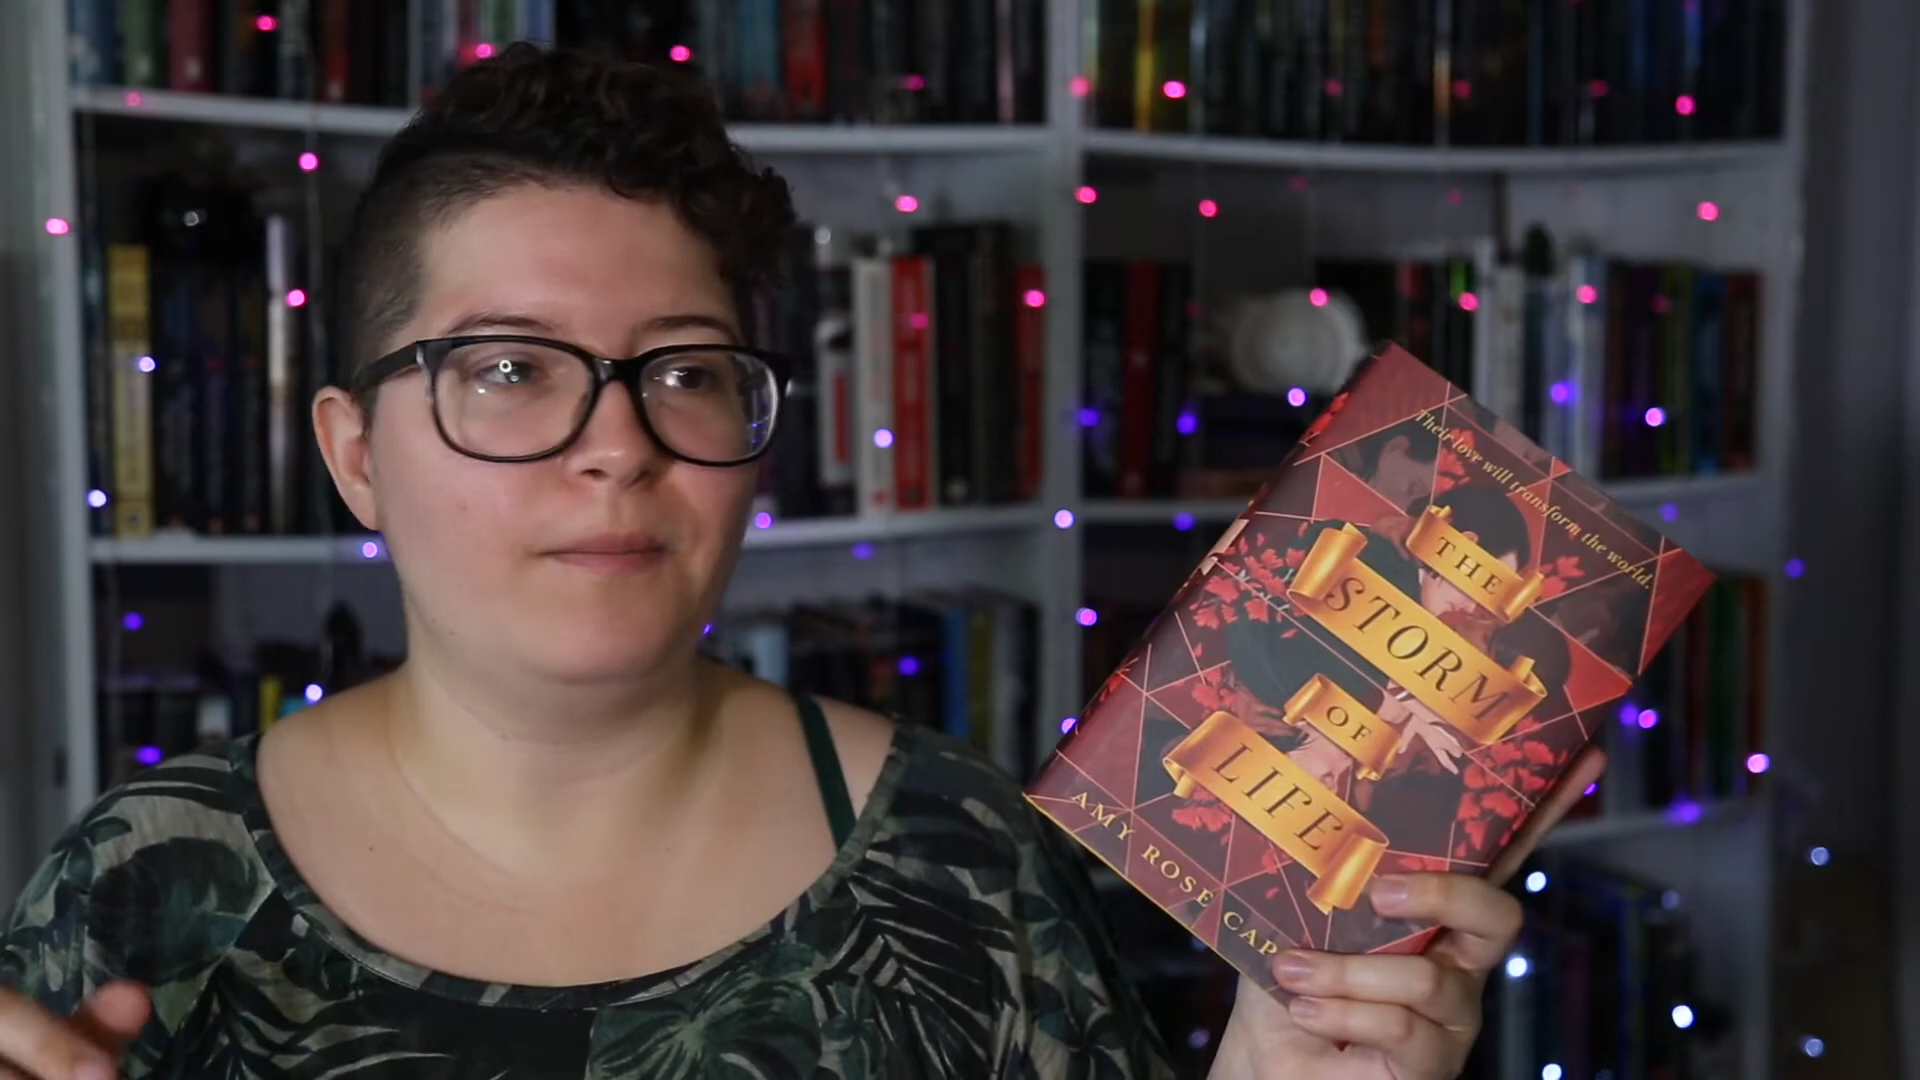 Their love will transform the world.
THE
STORM
OF
LIFE
AMY ROSE CAP